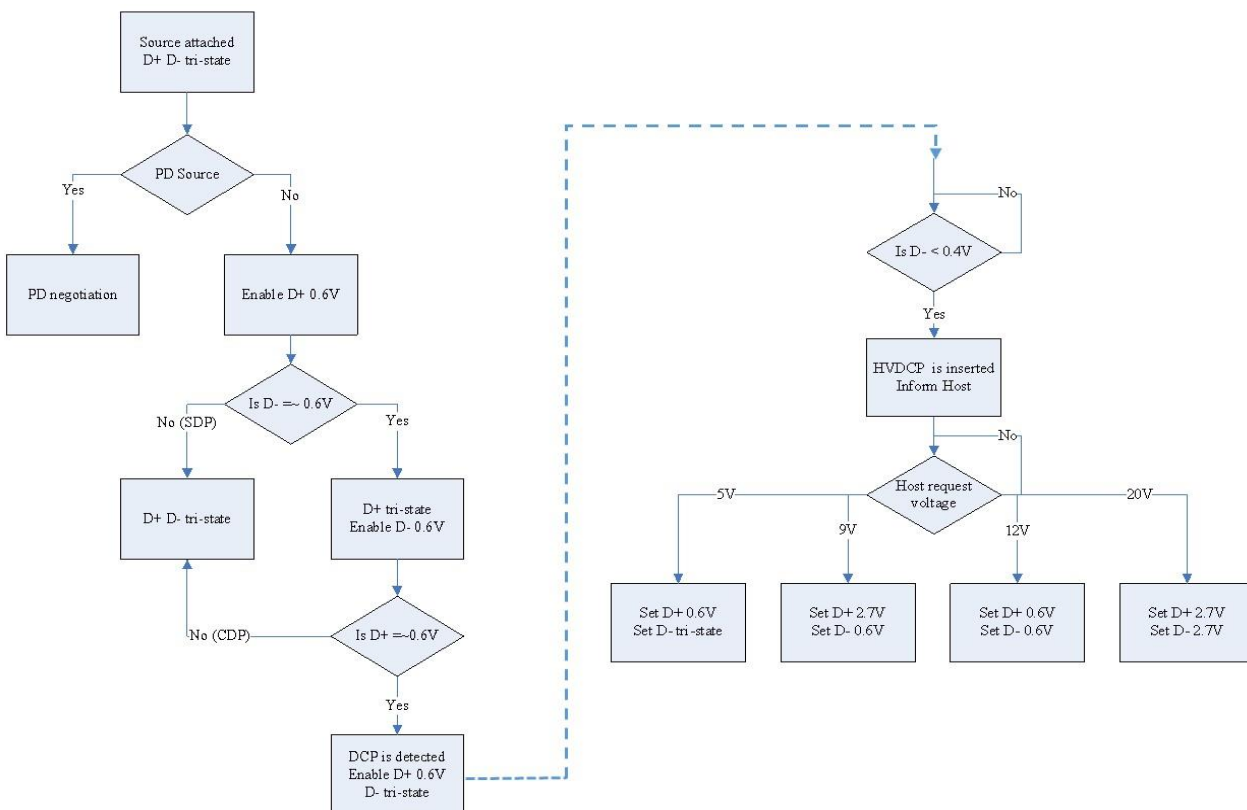 Source attached
D+ D- tri-state
PD Source
Yes
No
PD negotiation
Enable D+ 0.6V
Is D- =~ 0.6V
No (SDP)
Yes
D+ D- tri-state
D+ tri-state
Enable D- 0.6V
No (CDP)
Is D+ =~0.6V
Yes
DCP is detected
Enable D+ 0.6V
D- tri-state
No
Is D- < 0.4V
Yes
HVDCP is inserted
Inform Host
No
Host request
voltage
5V
9V
12V
20V
Set D+ 0.6V
Set D- tri-state
Set D+ 2.7V
Set D- 0.6V
Set D+ 0.6V
Set D- 0.6V
Set D+ 2.7V
Set D- 2.7V